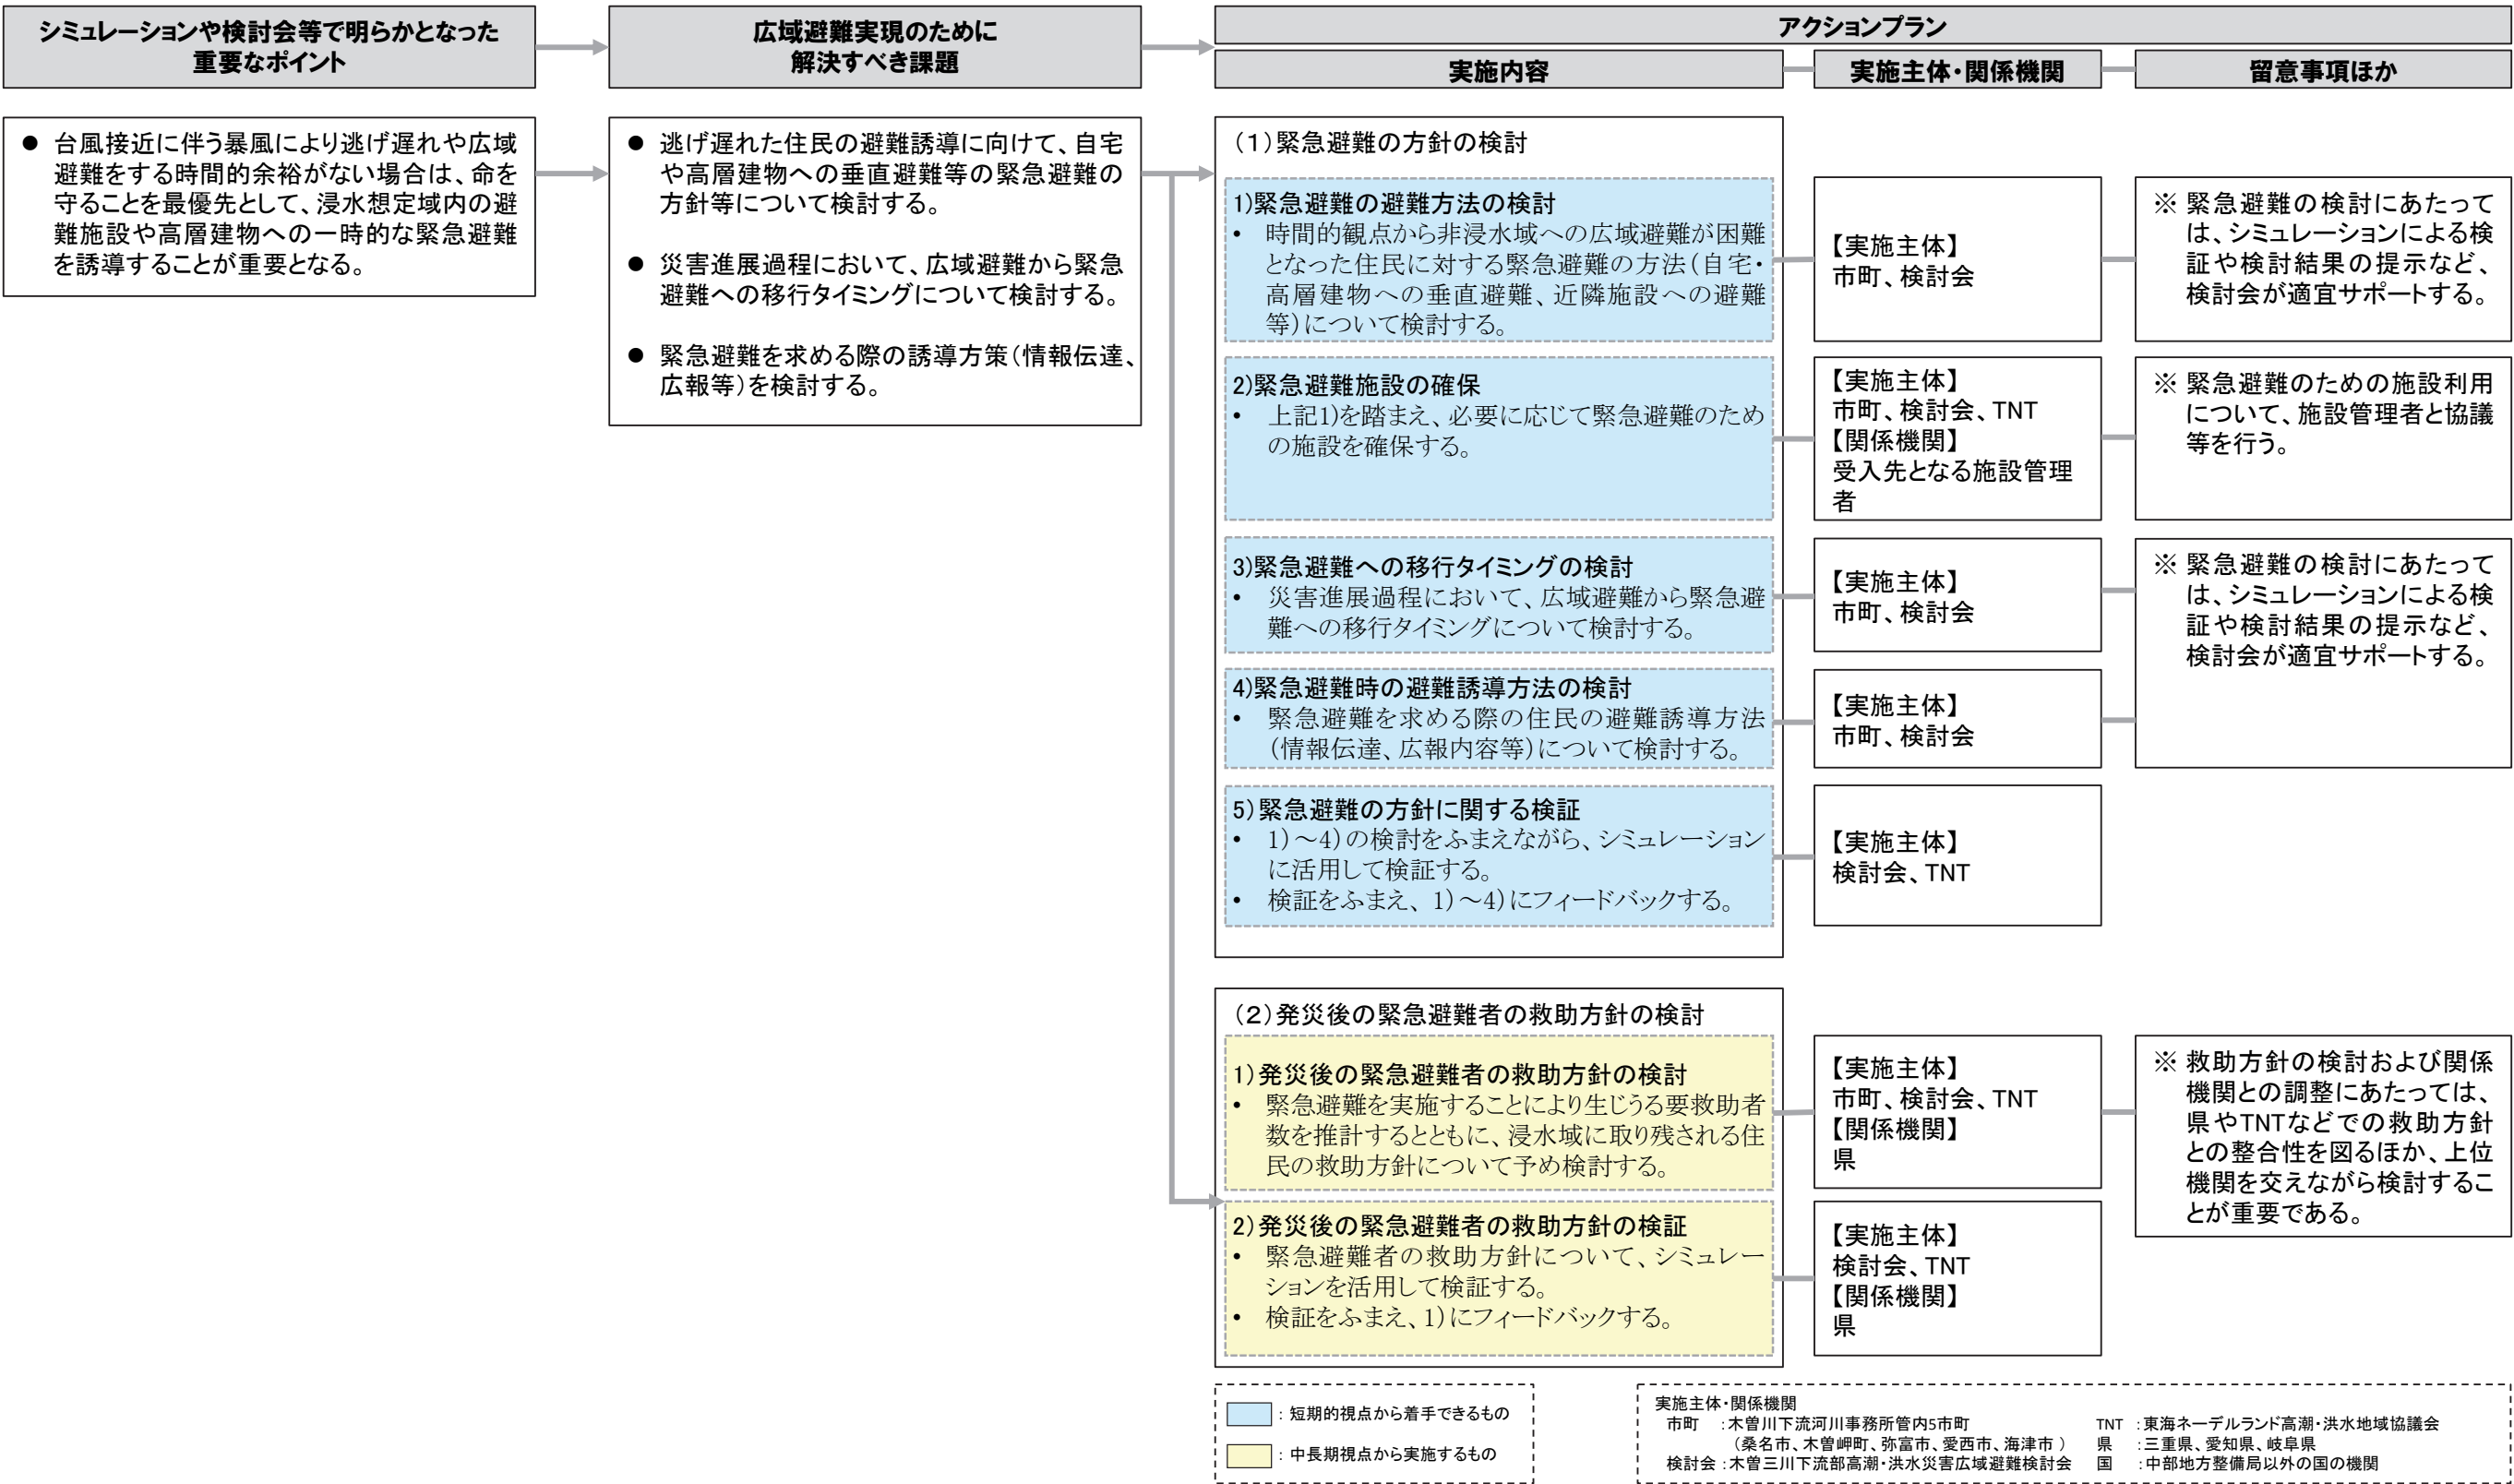 シミュレーションや検討会等で明らかとなった
重要なポイント
広域避難実現のために
解決すべき課題
アクションプラン
実施内容
実施主体・関係機関
留意事項ほか
● 台風接近に伴う暴風により逃げ遅れや広域
避難をする時間的余裕がない場合は、命を
守ることを最優先として、浸水想定域内の避
難施設や高層建物への一時的な緊急避難
を誘導することが重要となる。
● 逃げ遅れた住民の避難誘導に向けて、自宅
や高層建物への垂直避難等の緊急避難の
方針等について検討する。
● 災害進展過程において、広域避難から緊急
避難への移行タイミングについて検討する。
● 緊急避難を求める際の誘導方策(情報伝達、
広報等)を検討する。
(1)緊急避難の方針の検討
1)緊急避難の避難方法の検討
• 時間的観点から非浸水域への広域避難が困難
となった住民に対する緊急避難の方法(自宅・
高層建物への垂直避難、近隣施設への避難
等)について検討する。
【実施主体】
市町、検討会
※ 緊急避難の検討にあたって
は、シミュレーションによる検
証や検討結果の提示など、
検討会が適宜サポートする。
2)緊急避難施設の確保
• 上記1)を踏まえ、必要に応じて緊急避難のため
の施設を確保する。
【実施主体】
市町、検討会、TNT
【関係機関】
受入先となる施設管理
者
※ 緊急避難のための施設利用
について、施設管理者と協議
等を行う。
3)緊急避難への移行タイミングの検討
• 災害進展過程において、広域避難から緊急避
難への移行タイミングについて検討する。
【実施主体】
市町、検討会
※ 緊急避難の検討にあたって
は、シミュレーションによる検
証や検討結果の提示など、
検討会が適宜サポートする。
4)緊急避難時の避難誘導方法の検討
• 緊急避難を求める際の住民の避難誘導方法
(情報伝達、広報内容等)について検討する。
【実施主体】
市町、検討会
5)緊急避難の方針に関する検証
• 1)～4)の検討をふまえながら、シミュレーション
に活用して検証する。
• 検証をふまえ、1)～4)にフィードバックする。
【実施主体】
検討会、TNT
(2)発災後の緊急避難者の救助方針の検討
1)発災後の緊急避難者の救助方針の検討
• 緊急避難を実施することにより生じうる要救助者
数を推計するとともに、浸水域に取り残される住
民の救助方針について予め検討する。
【実施主体】
市町、検討会、TNT
【関係機関】
県
※ 救助方針の検討および関係
機関との調整にあたっては、
県やTNTなどでの救助方針
との整合性を図るほか、上位
機関を交えながら検討するこ
とが重要である。
2)発災後の緊急避難者の救助方針の検証
• 緊急避難者の救助方針について、シミュレー
ションを活用して検証する。
• 検証をふまえ、1)にフィードバックする。
【実施主体】
検討会、TNT
【関係機関】
県
：短期的視点から着手できるもの
：中長期視点から実施するもの
実施主体・関係機関
市町 ：木曽川下流河川事務所管内5市町
(桑名市、木曽岬町、弥富市、愛西市、海津市 )
検討会：木曽三川下流部高潮・洪水災害広域避難検討会
TNT ：東海ネーデルランド高潮・洪水地域協議会
県 ：三重県、愛知県、岐阜県
国 ：中部地方整備局以外の国の機関